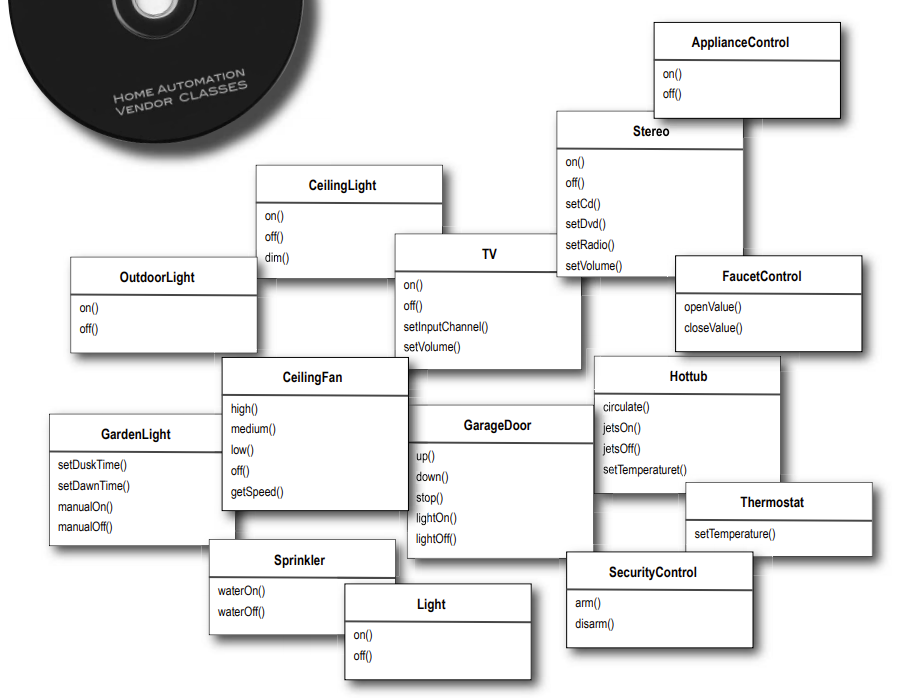 HOME AUTOMATION
VENDOR CLASSES
ApplianceControl
on()
off()
Stereo
on()
off()
setCd()
setDvd()
setRadio()
setVolume()
CeilingLight
on()
off()
dim()
TV
on()
off()
setInputChannel()
setVolume()
OutdoorLight
on()
off()
FaucetControl
openValue()
closeValue()
CeilingFan
high()
medium()
low()
off()
getSpeed()
Hottub
circulate()
jetsOn()
jetsOff()
setTemperaturet()
GardenLight
setDuskTime()
setDawnTime()
manualOn()
manualOff()
GarageDoor
up()
down()
stop()
lightOn()
lightOff()
Thermostat
setTemperature()
Sprinkler
waterOn()
waterOff()
SecurityControl
arm()
disarm()
Light
on()
off()